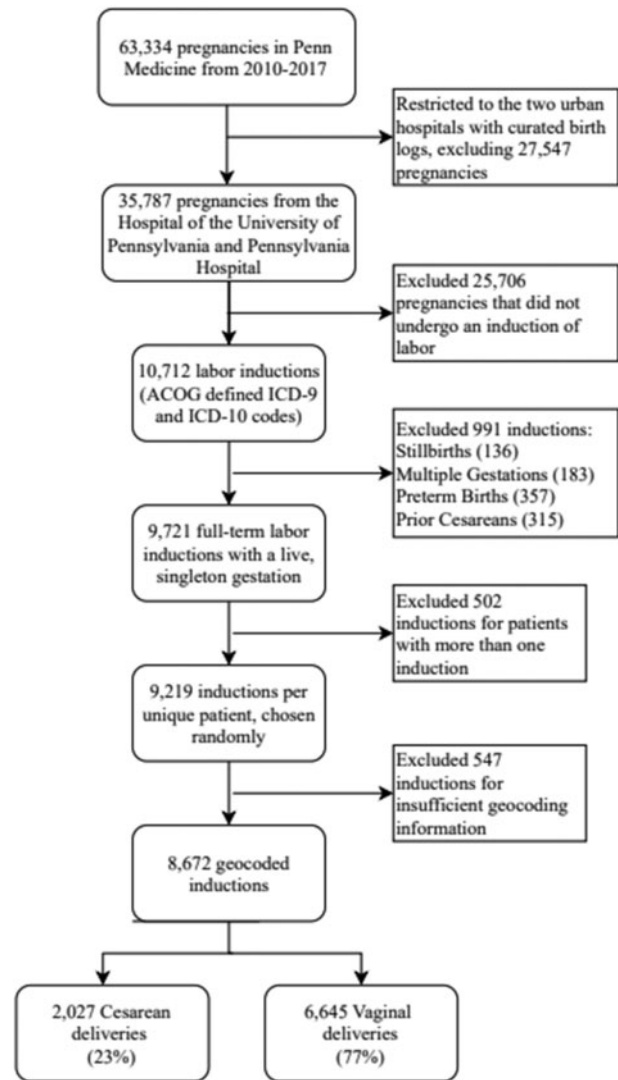 63,334 pregnancies in Penn
Medicine from 2010-2017
Restricted to the two urban
hospitals with curated birth
logs, excluding 27,547
pregnancies
35,787 pregnancies from the
Hospital of the University of
Pennsylvania and Pennsylvania
Hospital
Excluded 25,706
pregnancies that did not
undergo an induction of
labor
10,712 labor inductions
(ACOG defined ICD-9
and ICD-10 codes)
Excluded 991 inductions:
Stillbirths (136)
Multiple Gestations (183)
Preterm Births (357)
Prior Cesareans (315)
9,721 full-term labor
inductions with a live,
singleton gestation
Excluded 502
inductions for patients
with more than one
induction
9,219 inductions per
unique patient, chosen
randomly
Excluded 547
inductions for
insufficient geocoding
information
8,672 geocoded
inductions
2,027 Cesarean
deliveries
(23%)
6,645 Vaginal
deliveries
(77%)